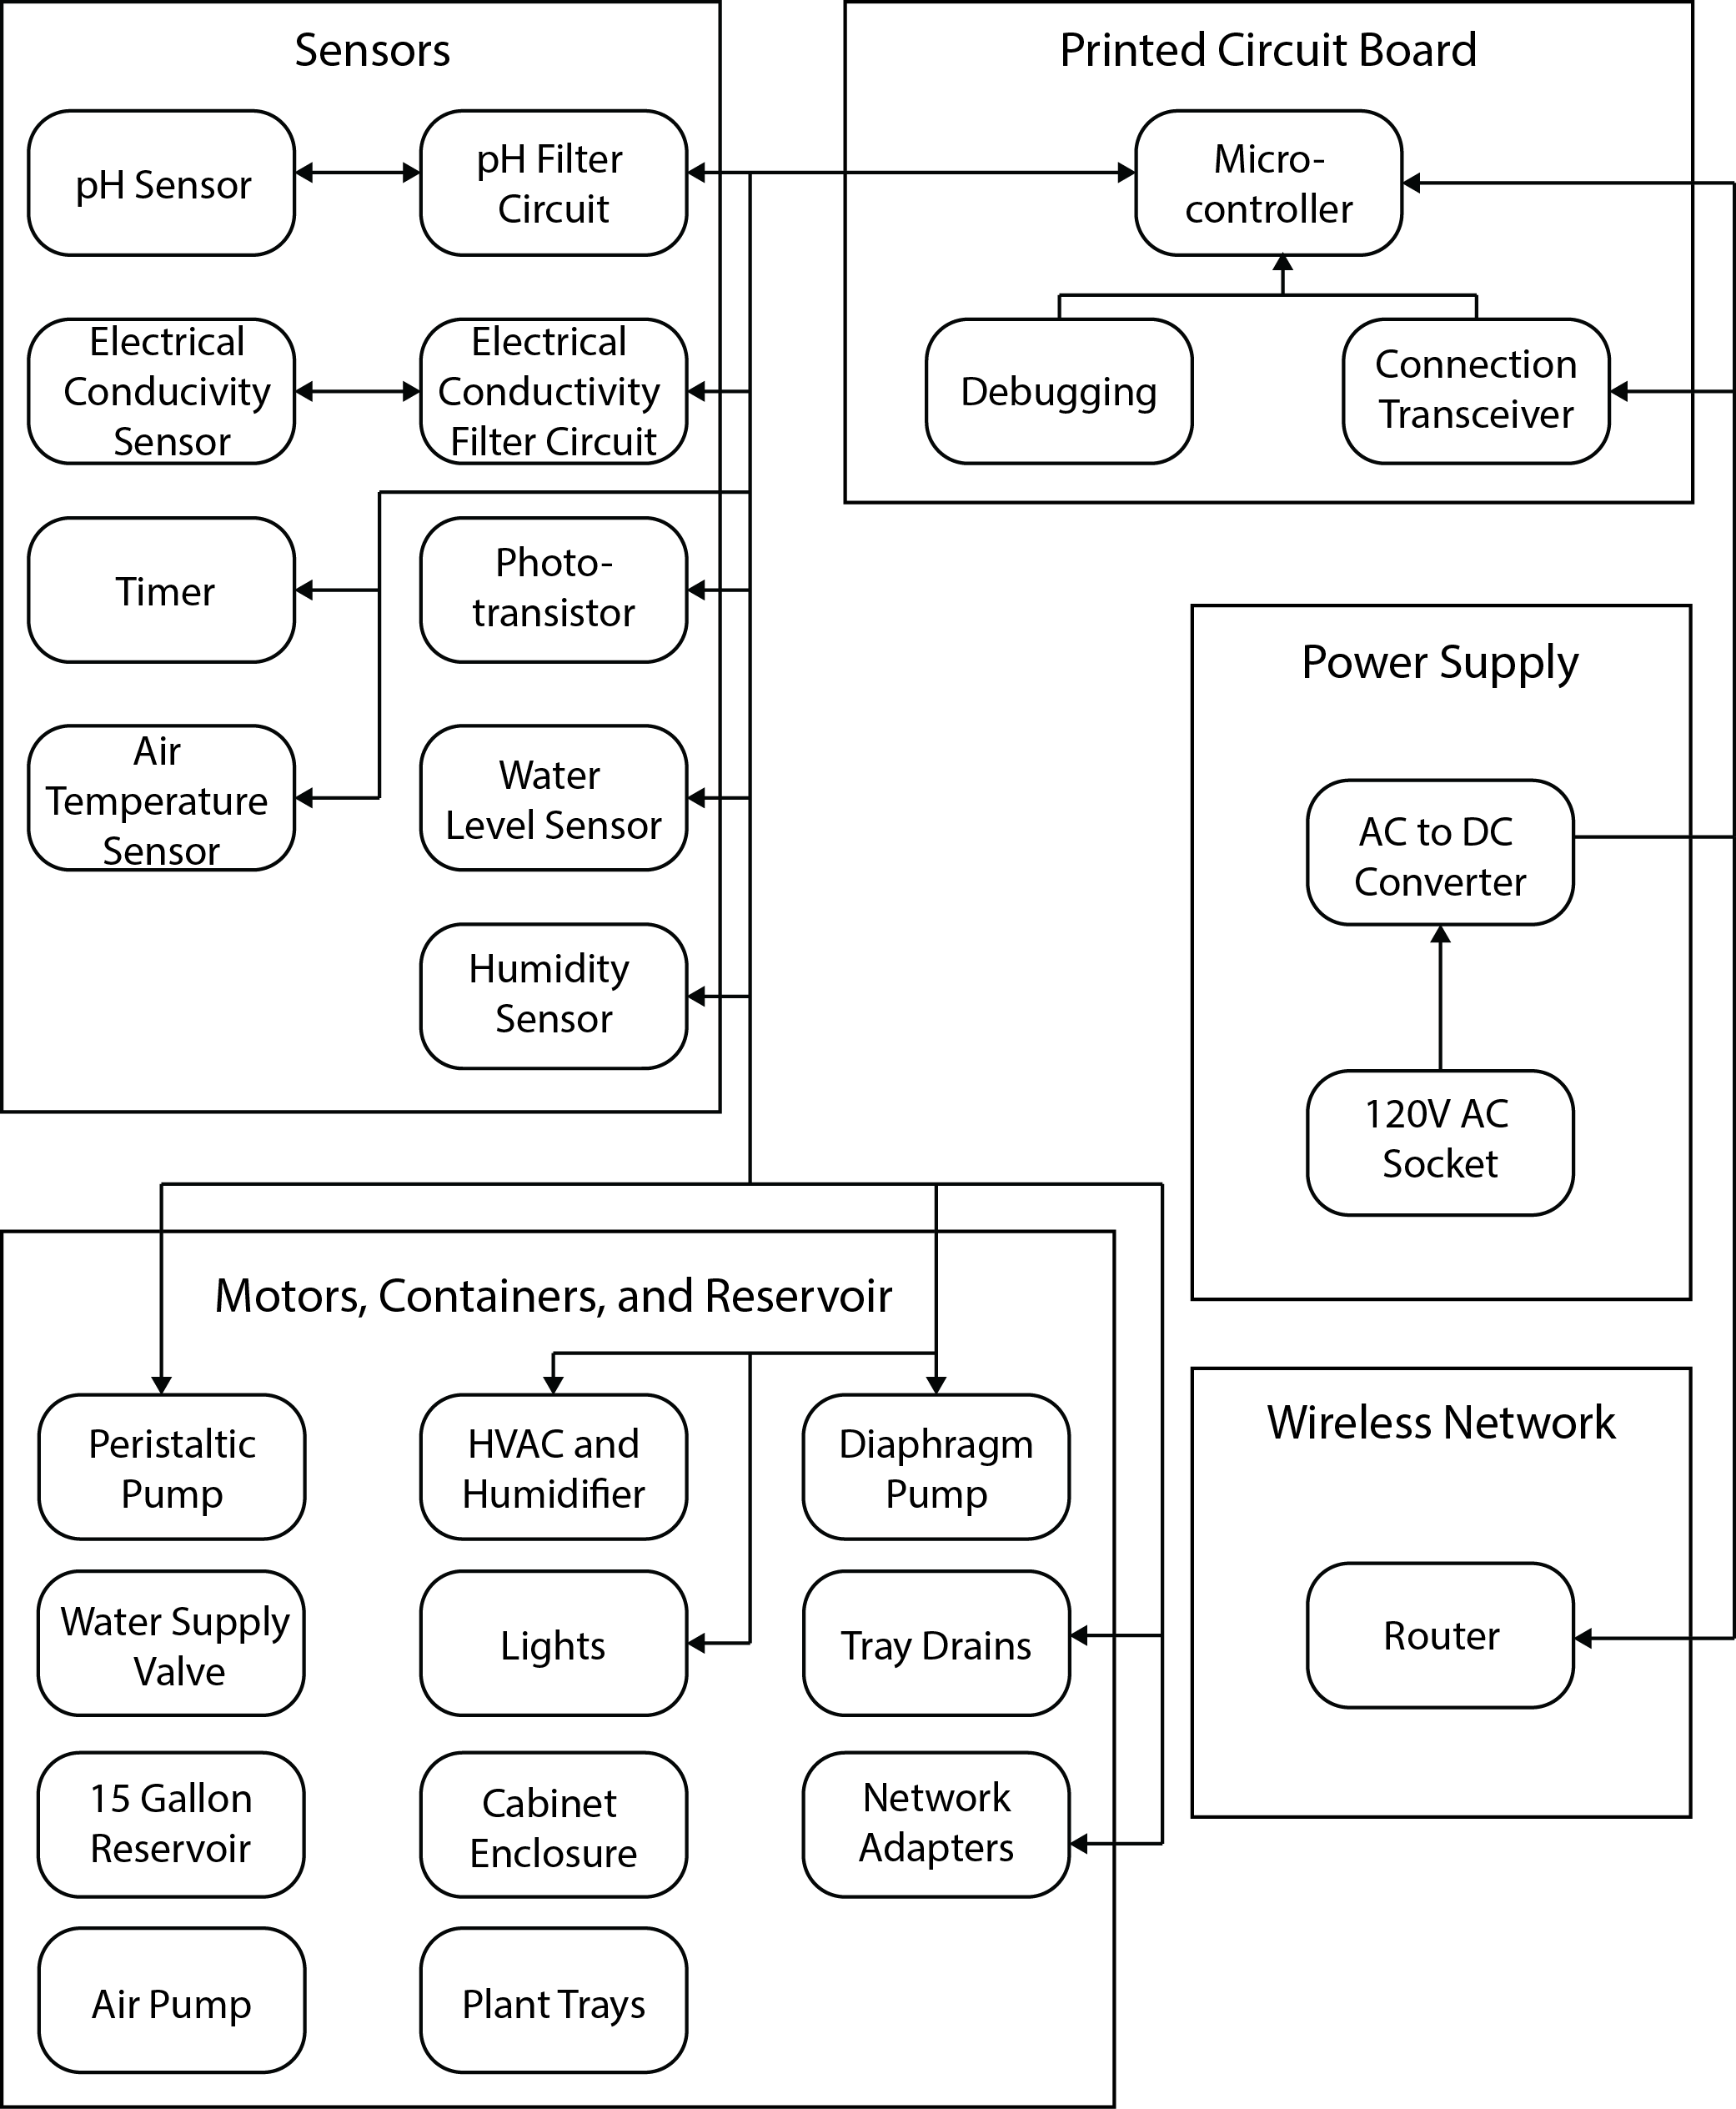 Sensors
pH Sensor
pH Filter
Circuit
Electrical
Conducivity
Sensor
Electrical
Conductivity
Filter Circuit
Timer
Photo-
transistor
Air
Temperature
Sensor
Water
Level Sensor
Humidity
Sensor
Printed Circuit Board
Micro-
controller
Debugging
Connection
Transceiver
Power Supply
AC to DC
Converter
120V AC
Socket
Motors, Containers, and Reservoir
Peristaltic
Pump
HVAC and
Humidifier
Diaphragm
Pump
Water Supply
Valve
Lights
Tray Drains
15 Gallon
Reservoir
Cabinet
Enclosure
Network
Adapters
Air Pump
Plant Trays
Wireless Network
Router